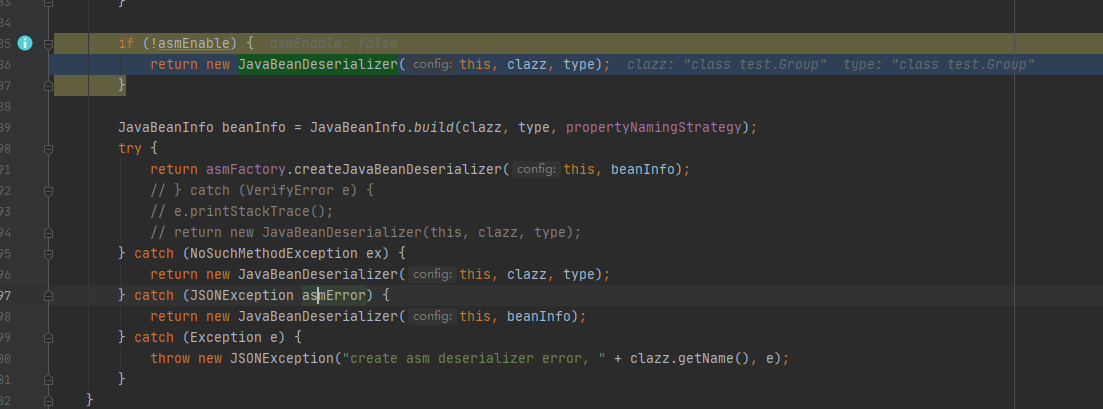 }
84
85 if (!asmEnable) { asmEnable: false
86 return new JavaBeanDeserializer( config: this, clazz, type); clazz: "class test.Group" type: "class test.Group"
87 }
88
89 JavaBeanInfo beanInfo = JavaBeanInfo.build(clazz, type, propertyNamingStrategy);
90 try {
91 return asmFactory.createJavaBeanDeserializer( config: this, beanInfo);
92 // } catch (VerifyError e) {
93 // e.printStackTrace();
94 // return new JavaBeanDeserializer(this, clazz, type);
95 } catch (NoSuchMethodException ex) {
96 return new JavaBeanDeserializer( config: this, clazz, type);
97 } catch (JSONException asmError) {
98 return new JavaBeanDeserializer( config: this, beanInfo);
99 } catch (Exception e) {
00 throw new JSONException("create asm deserializer error, " + clazz.getName(), e);
01 }
02 }